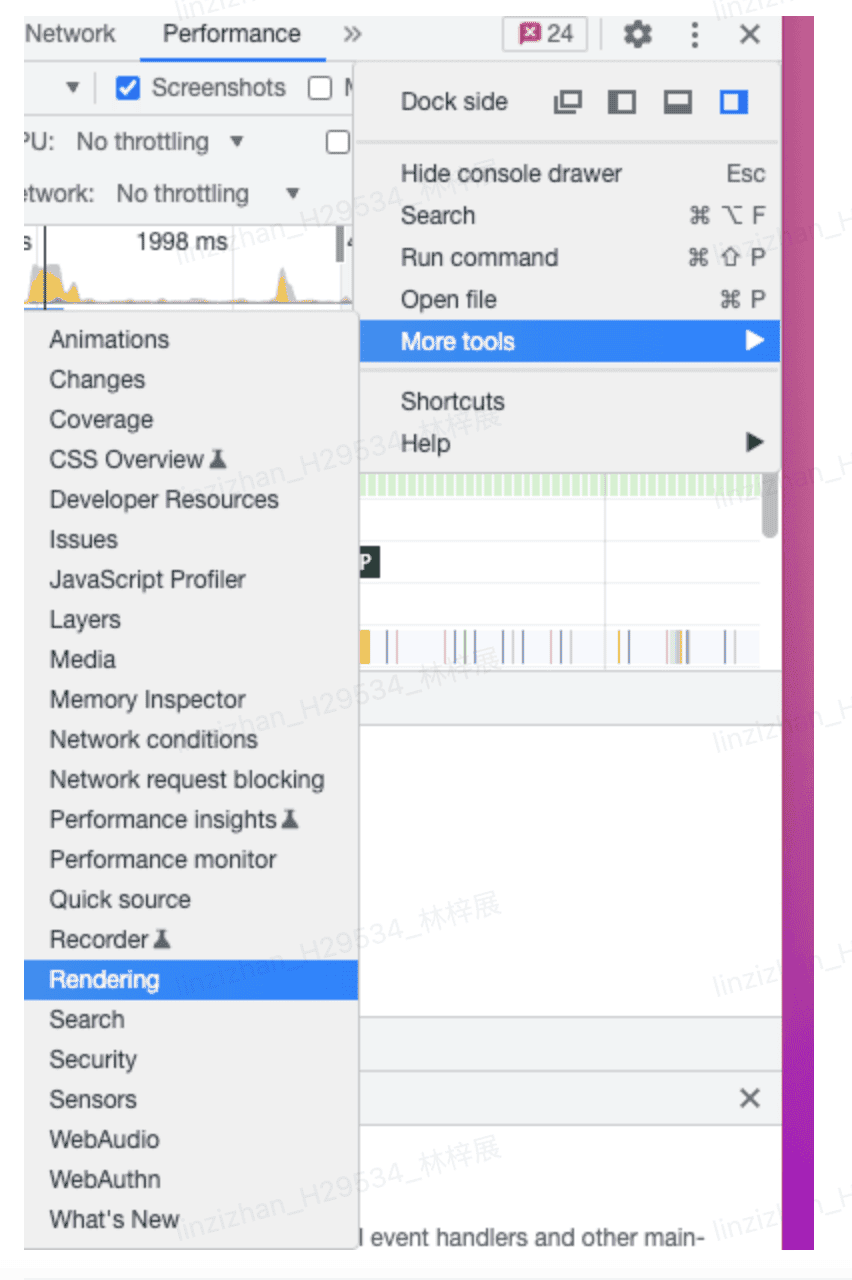 Network Performance 24
Screenshots
PU: No throttling
etwork: No throttling
1998 ms
Dock side
Hide console drawer Esc
Search ⌘ ⌥ F
Run command ⌘ ⇧ P
Open file ⌘ P
More tools
Shortcuts
Help
Animations
Changes
Coverage
CSS Overview
Developer Resources
Issues
JavaScript Profiler
Layers
Media
Memory Inspector
Network conditions
Network request blocking
Performance insights
Performance monitor
Quick source
Recorder
Rendering
Search
Security
Sensors
WebAudio
WebAuthn
What's New
P
event handlers and other main-
linzizhan_H29534_林梓展